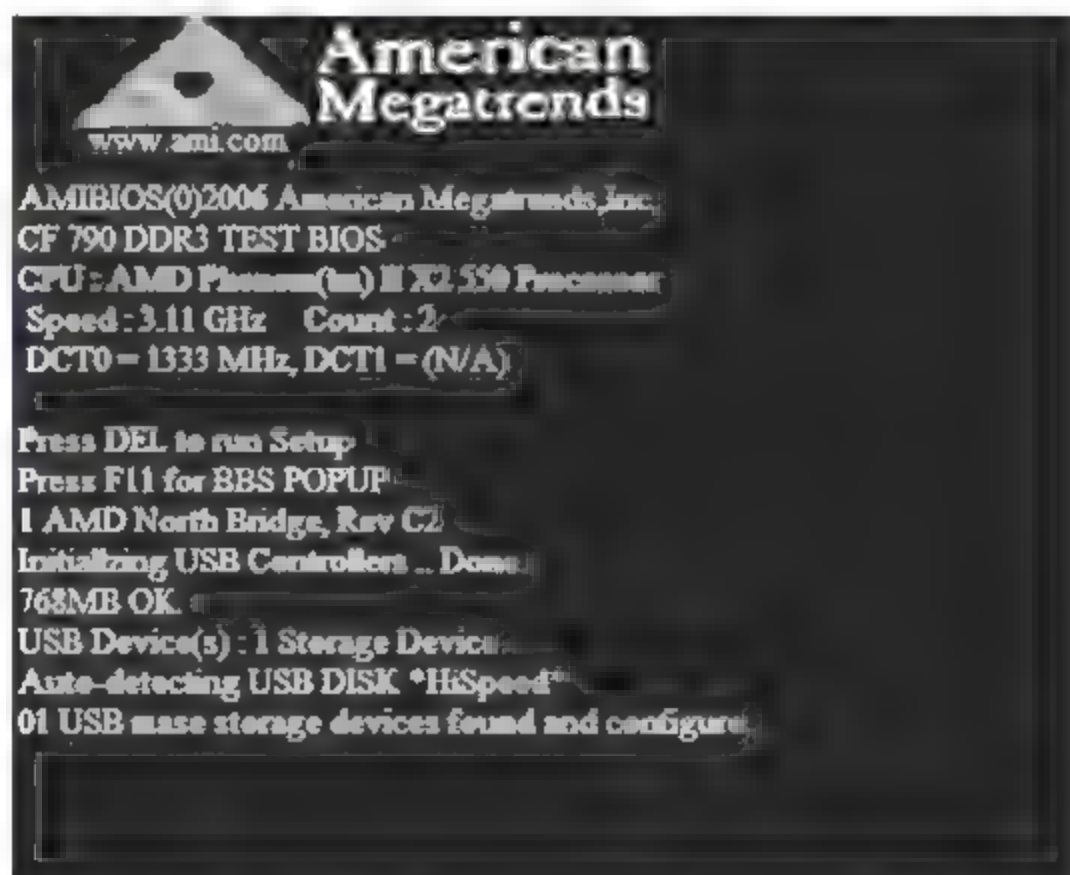 American
Megatrends
www.ami.com
AMIBIOS(0)2006 American Megatrends,Inc.
CF 790 DDR3 TEST BIOS
CPU : AMD Phenom(tm) II X2 550 Processor
Speed : 3.11 GHz Count : 2
DCT0 = 1333 MHz, DCT1 = (N/A)
Press DEL to run Setup
Press F11 for BBS POPUP
1 AMD North Bridge, Rev C2
Initializing USB Controllers .. Done
768MB OK
USB Device(s) : 1 Storage Device
Auto-detecting USB DISK *HiSpeed*
01 USB mase storage devices found and configure